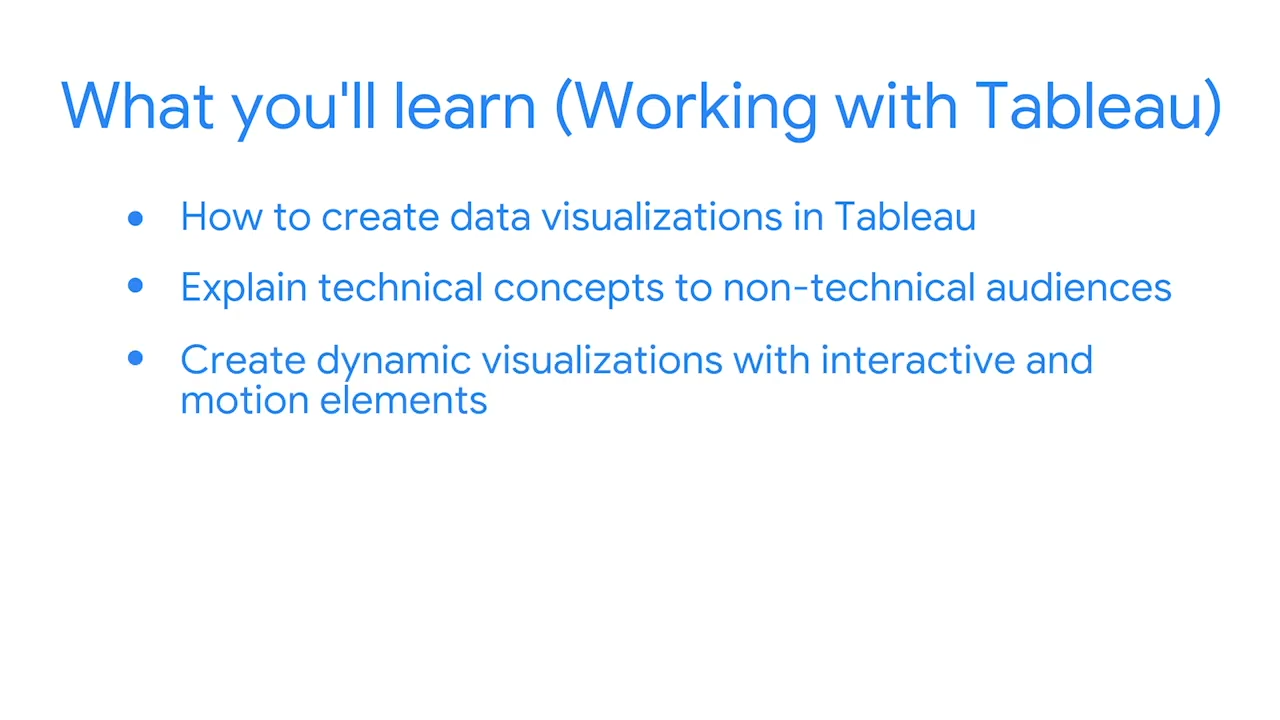 What you'll learn (Working with Tableau)
• How to create data visualizations in Tableau
• Explain technical concepts to non-technical audiences
• Create dynamic visualizations with interactive and
motion elements